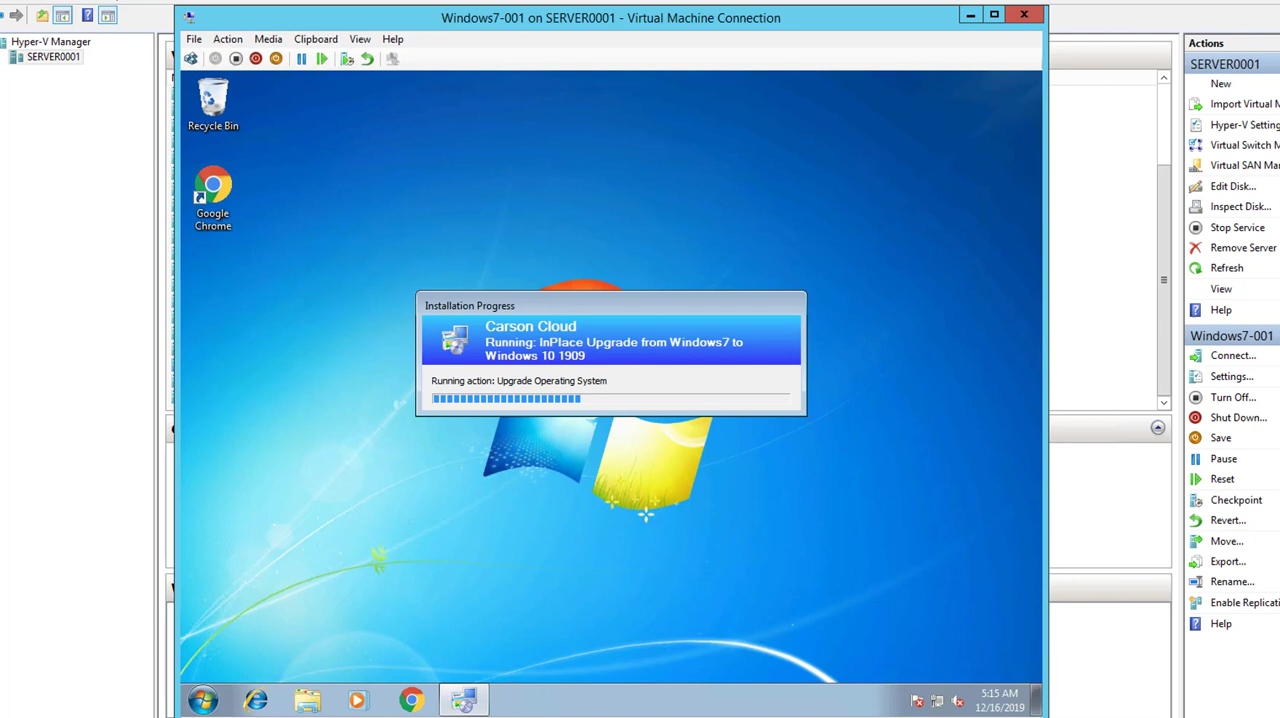 Windows7-001 on SERVER0001 - Virtual Machine Connection
File Action Media Clipboard View Help
Hyper-V Manager
SERVER0001
Recycle Bin
Google
Chrome
Installation Progress
Carson Cloud
Running: InPlace Upgrade from Windows7 to
Windows 10 1909
Running action: Upgrade Operating System
5:15 AM
12/16/2019
Actions
SERVER0001
New
Import Virtual M
Hyper-V Setting
Virtual Switch M
Virtual SAN Man
Edit Disk...
Inspect Disk...
Stop Service
Remove Server
Refresh
View
Help
Windows7-001
Connect...
Settings...
Turn Off...
Shut Down...
Save
Pause
Reset
Checkpoint
Revert...
Move...
Export...
Rename...
Enable Replicati
Help